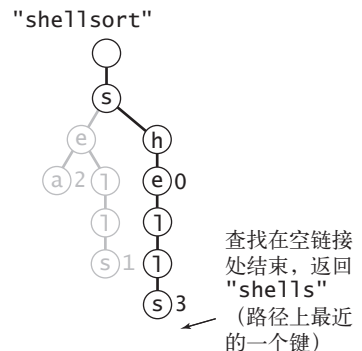 "shellsort"
s
e h
a 2 l e 0
l l
s 1 l
s 3
查找在空链接
处结束，返回
"shells"
（路径上最近
的一个键）